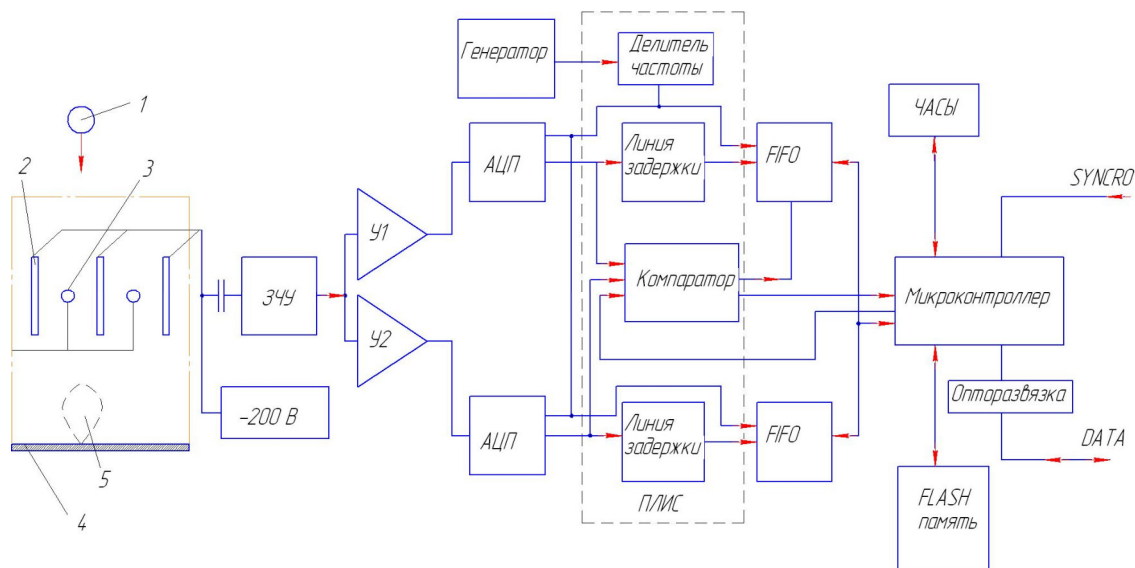 1
2
3
4
5
-200 В
ЗЧУ
У1
У2
АЦП
АЦП
Генератор
Делитель
частоты
Линия
задержки
FIFO
Компаратор
Линия
задержки
FIFO
ПЛИС
ЧАСЫ
SYNCRO
Микроконтроллер
Опторазвязка
DATA
FLASH
память